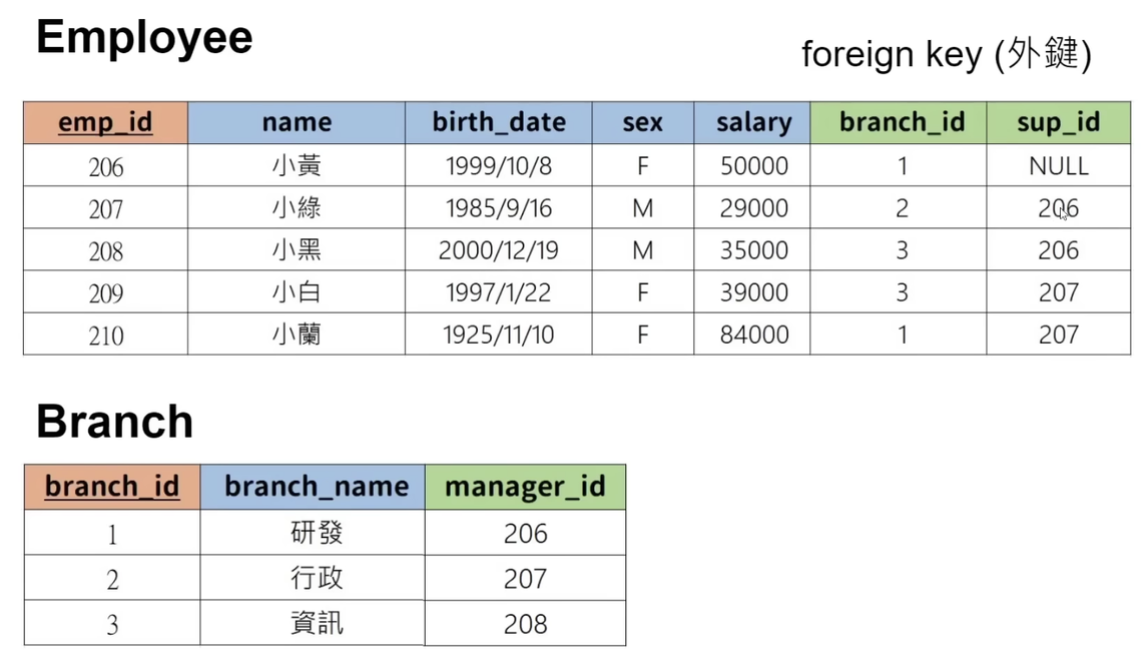 Employee
foreign key (外鍵)
emp_id name birth_date sex salary branch_id sup_id
206 小黃 1999/10/8 F 50000 1 NULL
207 小綠 1985/9/16 M 29000 2 206
208 小黑 2000/12/19 M 35000 3 206
209 小白 1997/1/22 F 39000 3 207
210 小蘭 1925/11/10 F 84000 1 207
Branch
branch_id branch_name manager_id
1 研發 206
2 行政 207
3 資訊 208